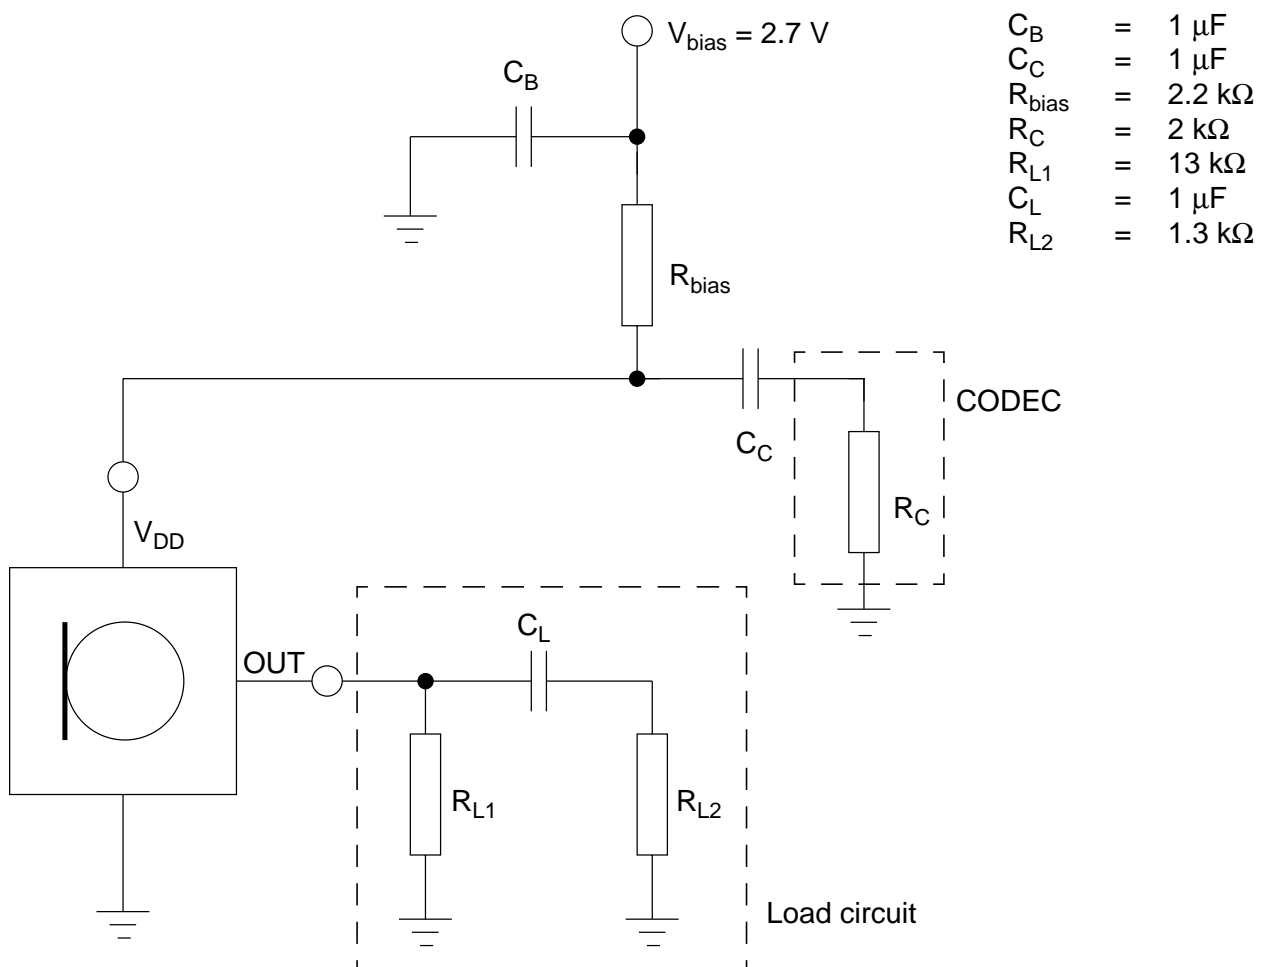 V_bias = 2.7 V
C_B = 1 μF
C_C = 1 μF
R_bias = 2.2 kΩ
R_C = 2 kΩ
R_L1 = 13 kΩ
C_L = 1 μF
R_L2 = 1.3 kΩ
C_B
R_bias
CODEC
C_C
R_C
V_DD
C_L
OUT
R_L1
R_L2
Load circuit